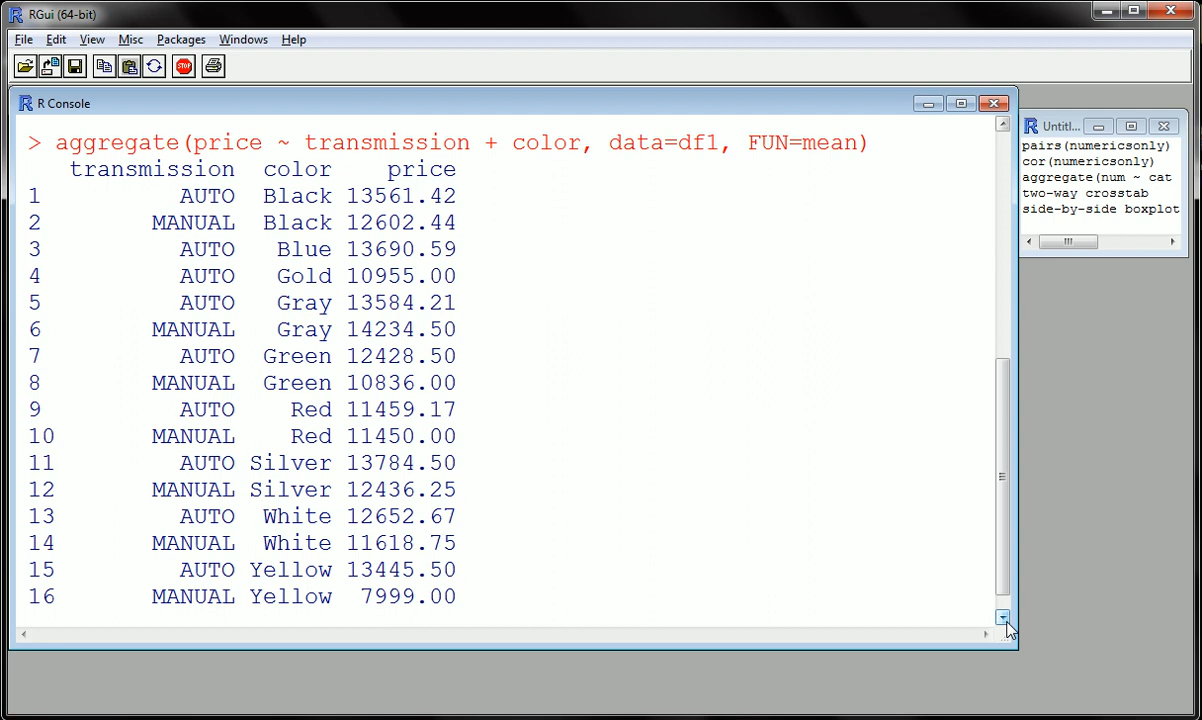 RGui (64-bit)
File Edit View Misc Packages Windows Help
STOP
R Console
> aggregate(price ~ transmission + color, data=df1, FUN=mean)
transmission color price
1 AUTO Black 13561.42
2 MANUAL Black 12602.44
3 AUTO Blue 13690.59
4 AUTO Gold 10955.00
5 AUTO Gray 13584.21
6 MANUAL Gray 14234.50
7 AUTO Green 12428.50
8 MANUAL Green 10836.00
9 AUTO Red 11459.17
10 MANUAL Red 11450.00
11 AUTO Silver 13784.50
12 MANUAL Silver 12436.25
13 AUTO White 12652.67
14 MANUAL White 11618.75
15 AUTO Yellow 13445.50
16 MANUAL Yellow 7999.00
Untitl...
pairs(numericsonly)
cor(numericsonly)
aggregate(num ~ cat
two-way crosstab
side-by-side boxplot